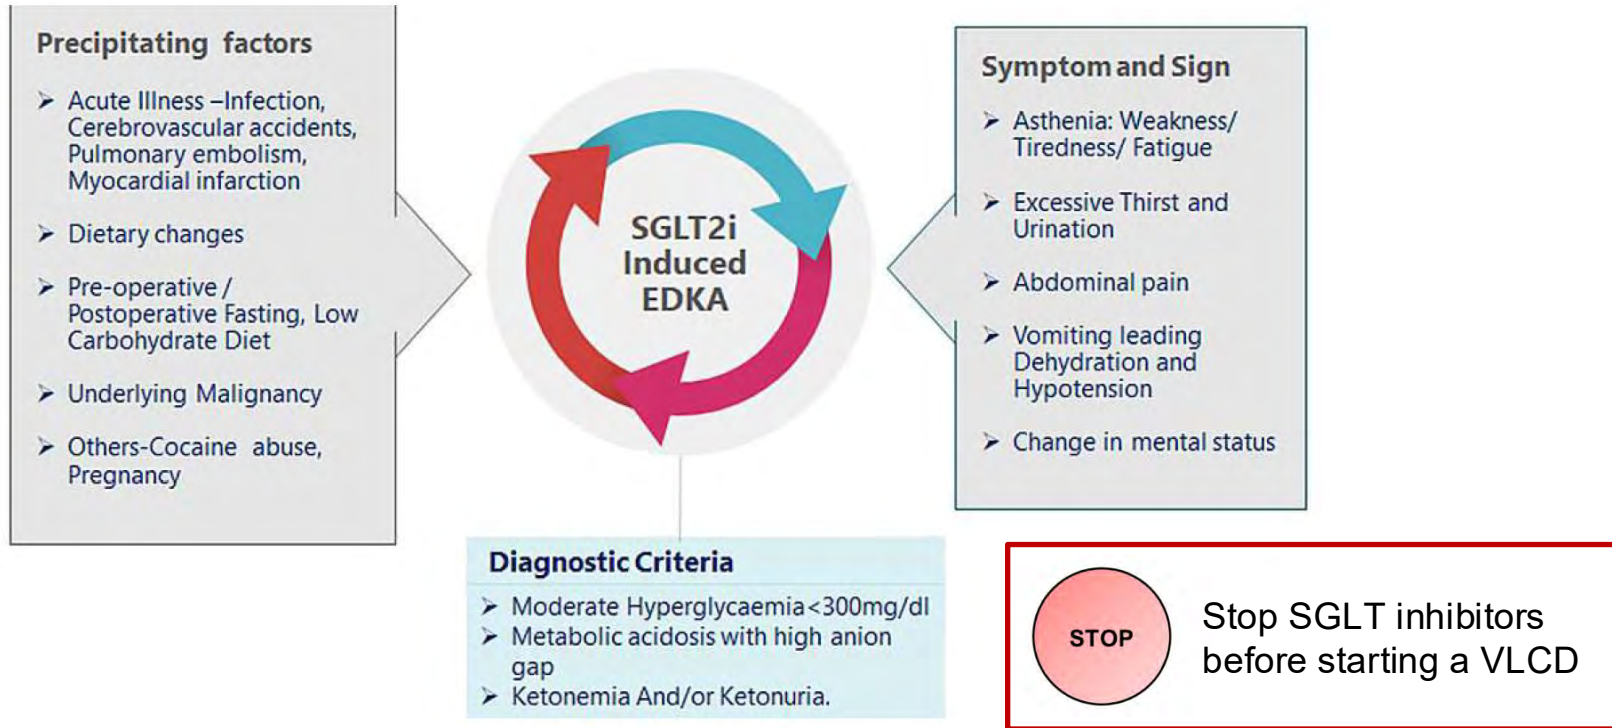 Precipitating factors
➤ Acute Illness –Infection,
Cerebrovascular accidents,
Pulmonary embolism,
Myocardial infarction
➤ Dietary changes
➤ Pre-operative /
Postoperative Fasting, Low
Carbohydrate Diet
➤ Underlying Malignancy
➤ Others-Cocaine abuse,
Pregnancy
SGLT2i
Induced
EDKA
Symptom and Sign
➤ Asthenia: Weakness/
Tiredness/ Fatigue
➤ Excessive Thirst and
Urination
➤ Abdominal pain
➤ Vomiting leading
Dehydration and
Hypotension
➤ Change in mental status
Diagnostic Criteria
➤ Moderate Hyperglycaemia<300mg/dl
➤ Metabolic acidosis with high anion
gap
➤ Ketonemia And/or Ketonuria.
STOP
Stop SGLT inhibitors
before starting a VLCD